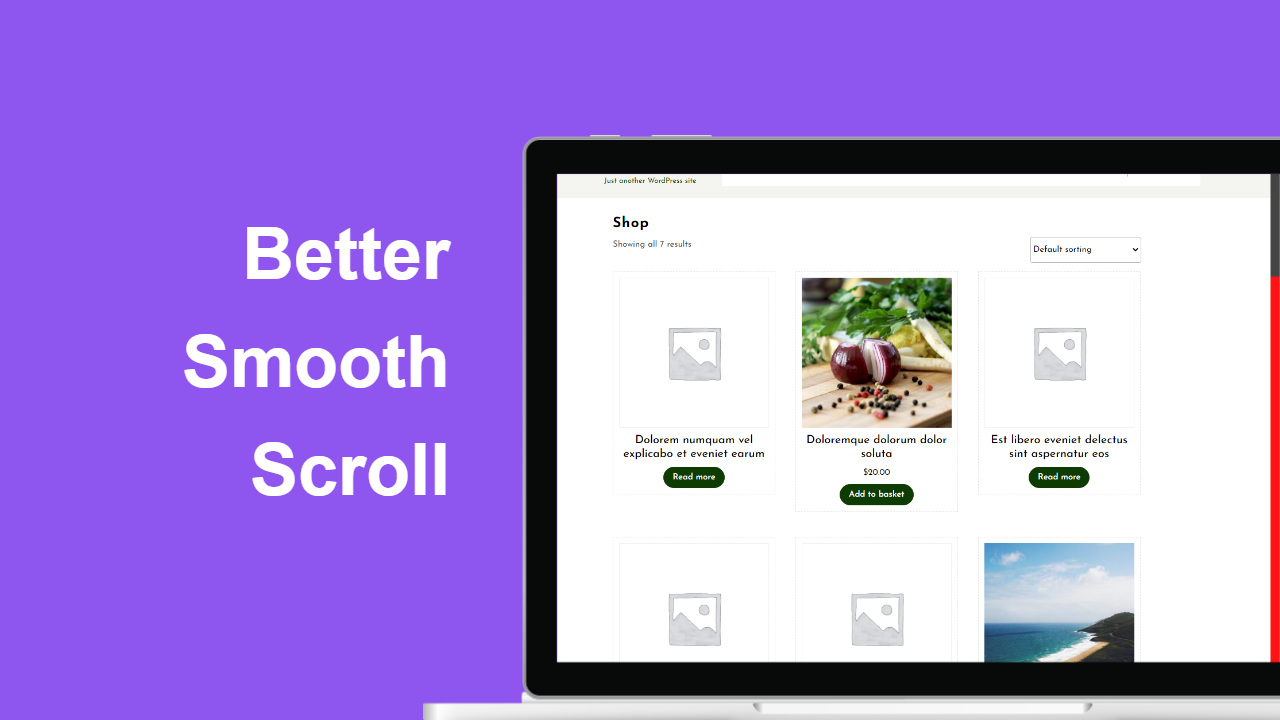 Better
Smooth
Scroll
Just another WordPress site
Shop
Showing all 7 results
Default sorting
Dolorem numquam vel
explicabo et eveniet earum
Read more
Doloremque dolorum dolor
soluta
$20.00
Add to basket
Est libero eveniet delectus
sint aspernatur eos
Read more